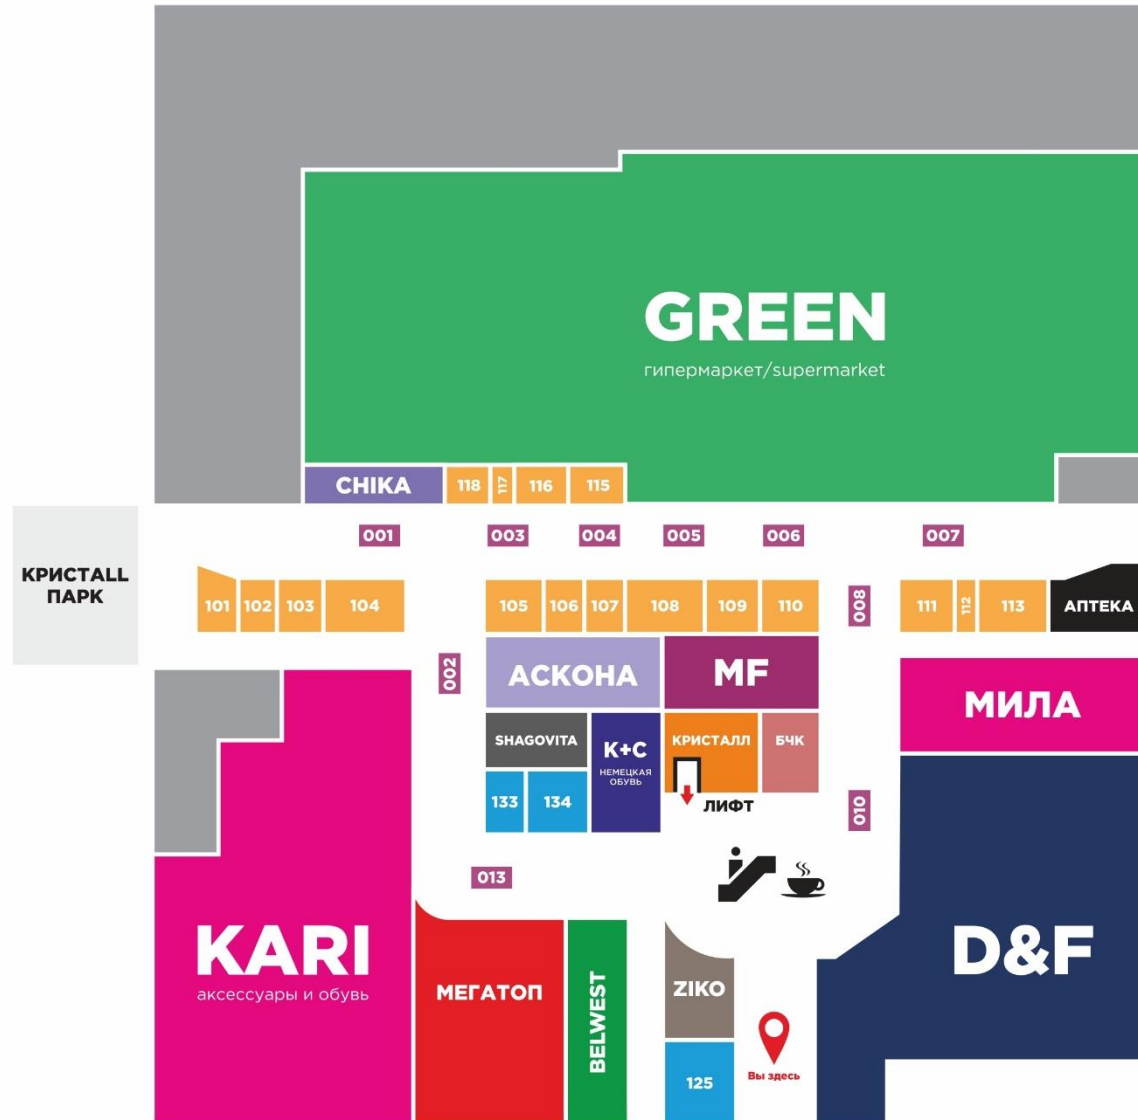 GREEN
гипермаркет/supermarket
CHIKA
118
117
116
115
001
003
004
005
006
007
КРИСТALL
ПАРК
101
102
103
104
105
106
107
108
109
110
008
111
112
113
АПТЕКА
002
АСКОНА
MF
МИЛА
SHAGOVITA
К+С
НЕМЕЦКАЯ
ОБУВЬ
КРИСТАЛЛ
БЧК
133
134
ЛИФТ
010
013
KARI
аксессуары и обувь
МЕГАТОП
BELWEST
ZIKO
D&F
125
Вы здесь